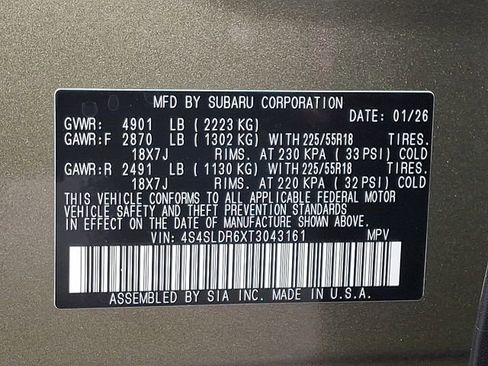 MFD BY SUBARU CORPORATION
DATE: 01/26
GVWR: 4901 LB ( 2223 KG)
GAWR:F 2870 LB ( 1302 KG) WITH 225/55R18 TIRES.
18X7J RIMS. AT 230 KPA ( 33 PSI) COLD
GAWR:R 2491 LB ( 1130 KG) WITH 225/55R18 TIRES.
18X7J RIMS. AT 220 KPA ( 32 PSI) COLD
THIS VEHICLE CONFORMS TO ALL APPLICABLE FEDERAL MOTOR
VEHICLE SAFETY AND THEFT PREVENTION STANDARDS
IN EFFECT ON THE DATE OF MANUFACTURE SHOWN ABOVE.
VIN: 4S4SLDR6XT3043161 MPV
ASSEMBLED BY SIA INC. MADE IN U.S.A.